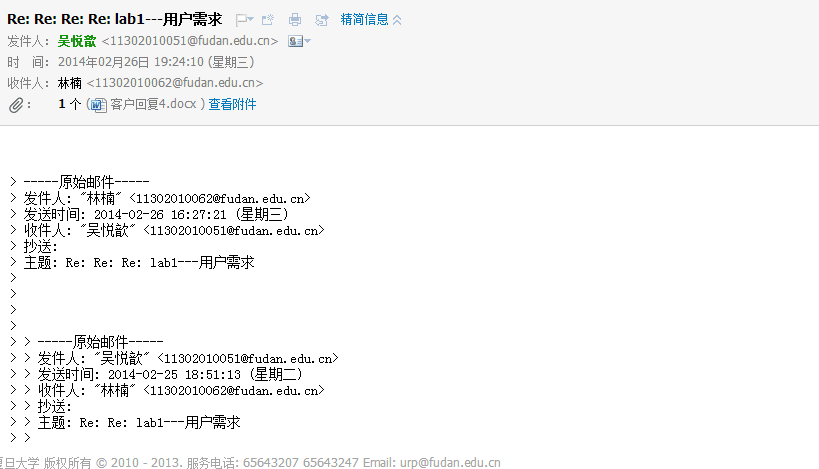 Re: Re: Re: Re: lab1---用户需求 精简信息
发件人：吴悦歆 <11302010051@fudan.edu.cn>
时 间：2014年02月26日 19:24:10 (星期三)
收件人：林楠 <11302010062@fudan.edu.cn>
： 1 个 ( 客户回复4.docx ) 查看附件
> -----原始邮件-----
> 发件人: "林楠" <11302010062@fudan.edu.cn>
> 发送时间: 2014-02-26 16:27:21 (星期三)
> 收件人: "吴悦歆" <11302010051@fudan.edu.cn>
> 抄送:
> 主题: Re: Re: Re: lab1---用户需求
>
>
>
>
> > -----原始邮件-----
> > 发件人: "吴悦歆" <11302010051@fudan.edu.cn>
> > 发送时间: 2014-02-25 18:51:13 (星期二)
> > 收件人: "林楠" <11302010062@fudan.edu.cn>
> > 抄送:
> > 主题: Re: Re: lab1---用户需求
> >
复旦大学 版权所有 © 2010 - 2013. 服务电话: 65643207 65643247 Email: urp@fudan.edu.cn